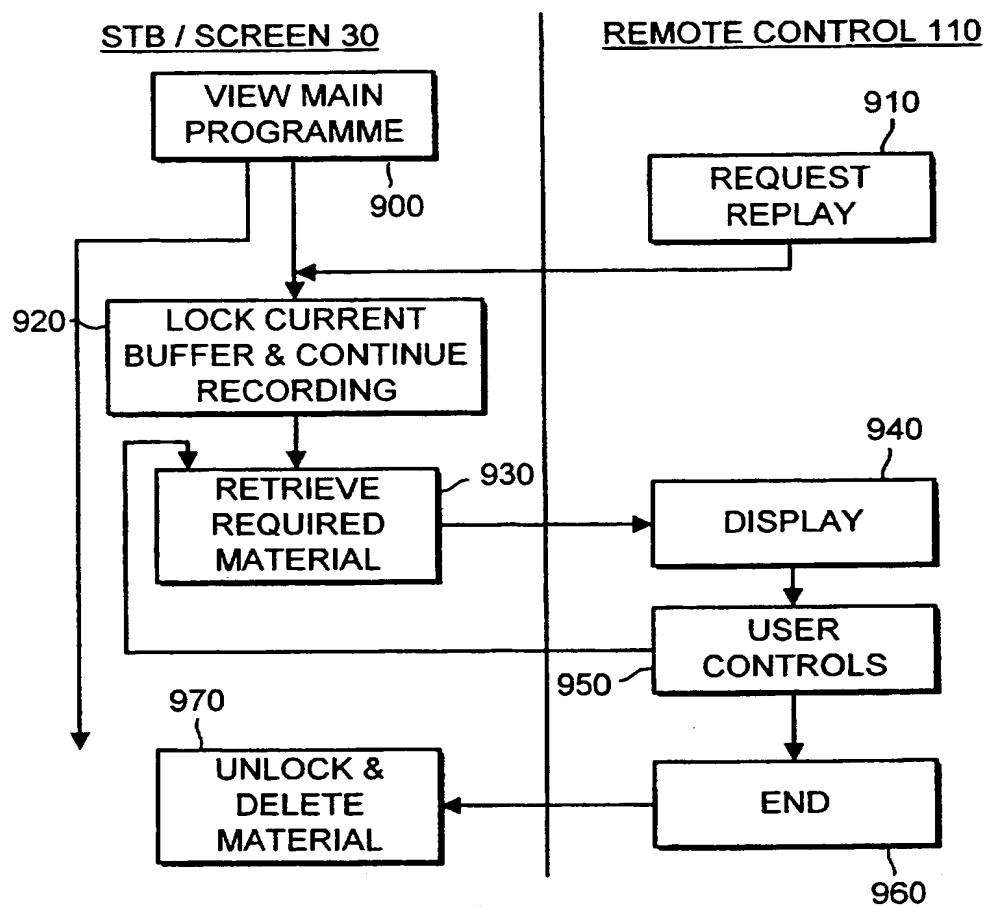 STB / SCREEN 30
REMOTE CONTROL 110
VIEW MAIN
PROGRAMME
900
910
REQUEST
REPLAY
920
LOCK CURRENT
BUFFER & CONTINUE
RECORDING
RETRIEVE
REQUIRED
MATERIAL
930
940
DISPLAY
USER
CONTROLS
950
970
UNLOCK &
DELETE
MATERIAL
END
960